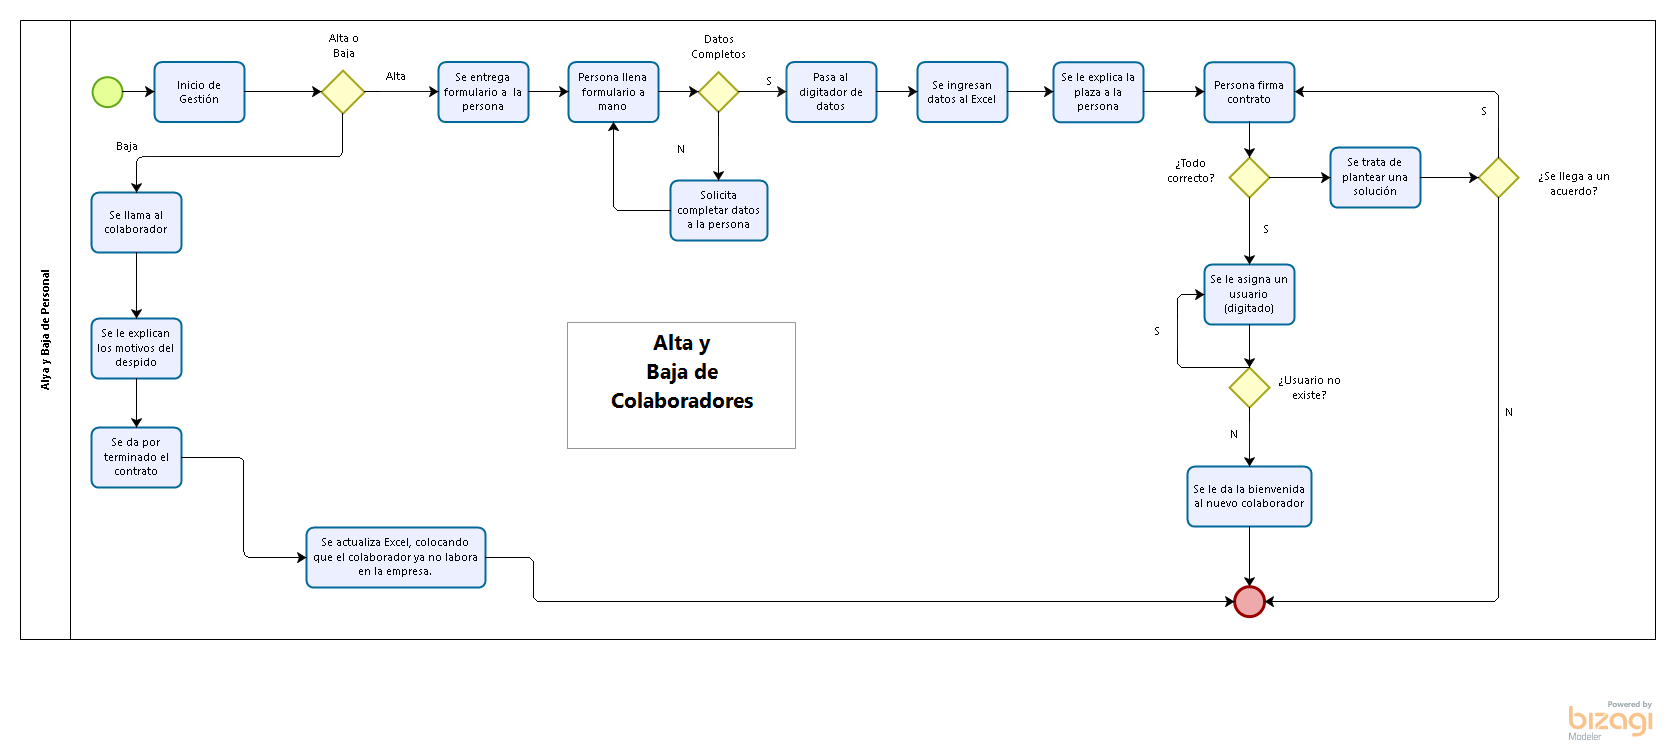 Alya y Baja de Personal
Inicio de
Gestión
Alta o
Baja
Alta
Se entrega
formulario a la
persona
Persona llena
formulario a
mano
Datos
Completos
S
Pasa al
digitador de
datos
Se ingresan
datos al Excel
Se le explica la
plaza a la
persona
Persona firma
contrato
S
N
Solicita
completar datos
a la persona
¿Todo
correcto?
Se trata de
plantear una
solución
¿Se llega a un
acuerdo?
Baja
Se llama al
colaborador
Se le explican
los motivos del
despido
Se da por
terminado el
contrato
Se actualiza Excel, colocando
que el colaborador ya no labora
en la empresa.
Alta y
Baja de
Colaboradores
S
Se le asigna un
usuario
(digitado)
S
¿Usuario no
existe?
N
N
Se le da la bienvenida
al nuevo colaborador
Powered by
bizagi
Modeler